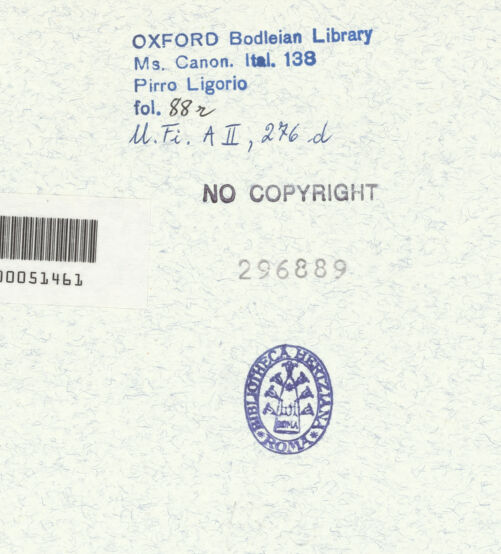 OXFORD Bodleian Library
Ms. Canon. Ital. 138
Pirro Ligorio
fol. 88r
U.Fi. A II, 276 d
NO COPYRIGHT
00051461
296889
BIBLIOTHECA HERTZIANA
ROMA
ROMA